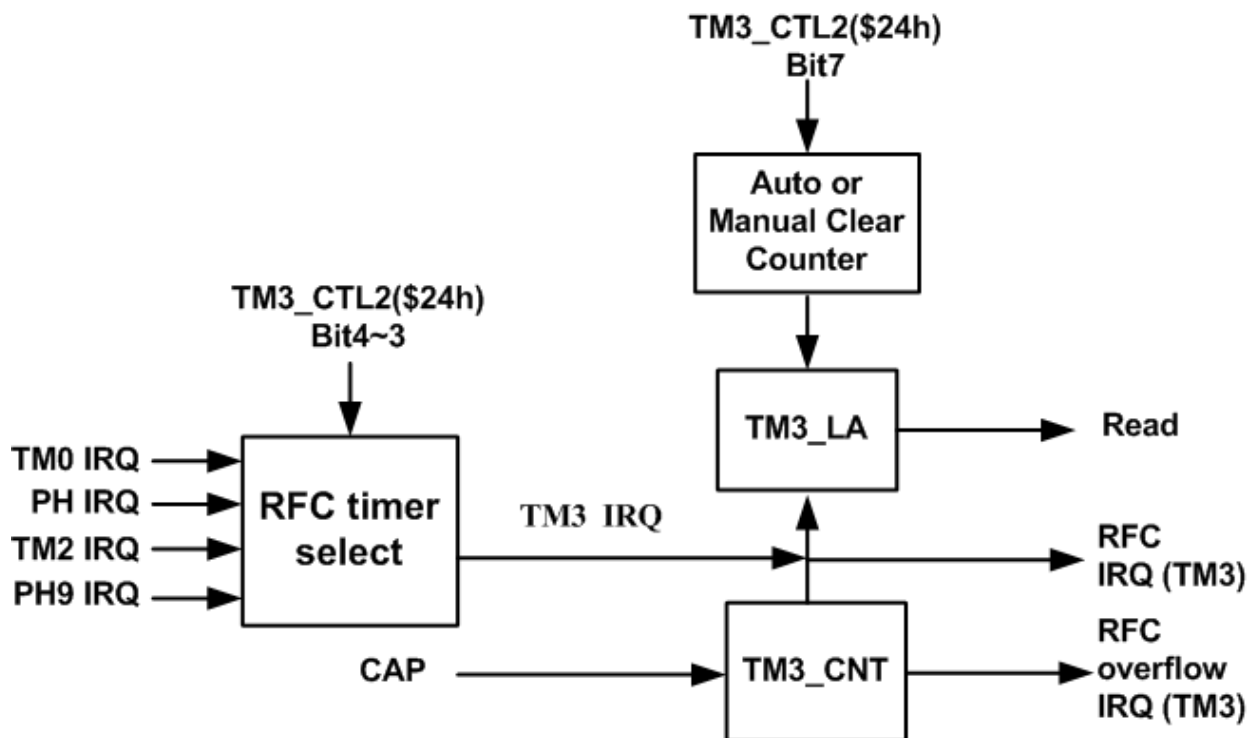 TM3_CTL2($24h)
Bit7
Auto or
Manual Clear
Counter
TM3_CTL2($24h)
Bit4~3
TM3_LA
Read
TM0 IRQ
PH IRQ
TM2 IRQ
PH9 IRQ
RFC timer
select
TM3 IRQ
RFC
IRQ (TM3)
CAP
TM3_CNT
RFC
overflow
IRQ (TM3)